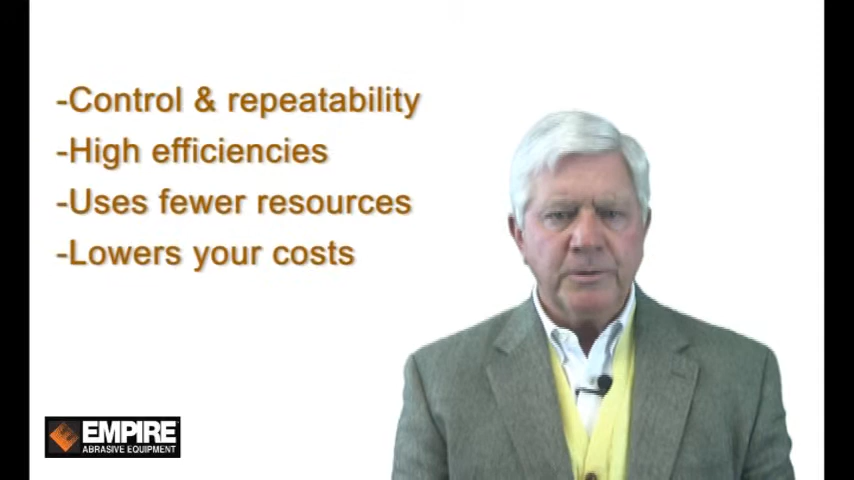 -Control & repeatability
-High efficiencies
-Uses fewer resources
-Lowers your costs
EMPIRE
ABRASIVE EQUIPMENT